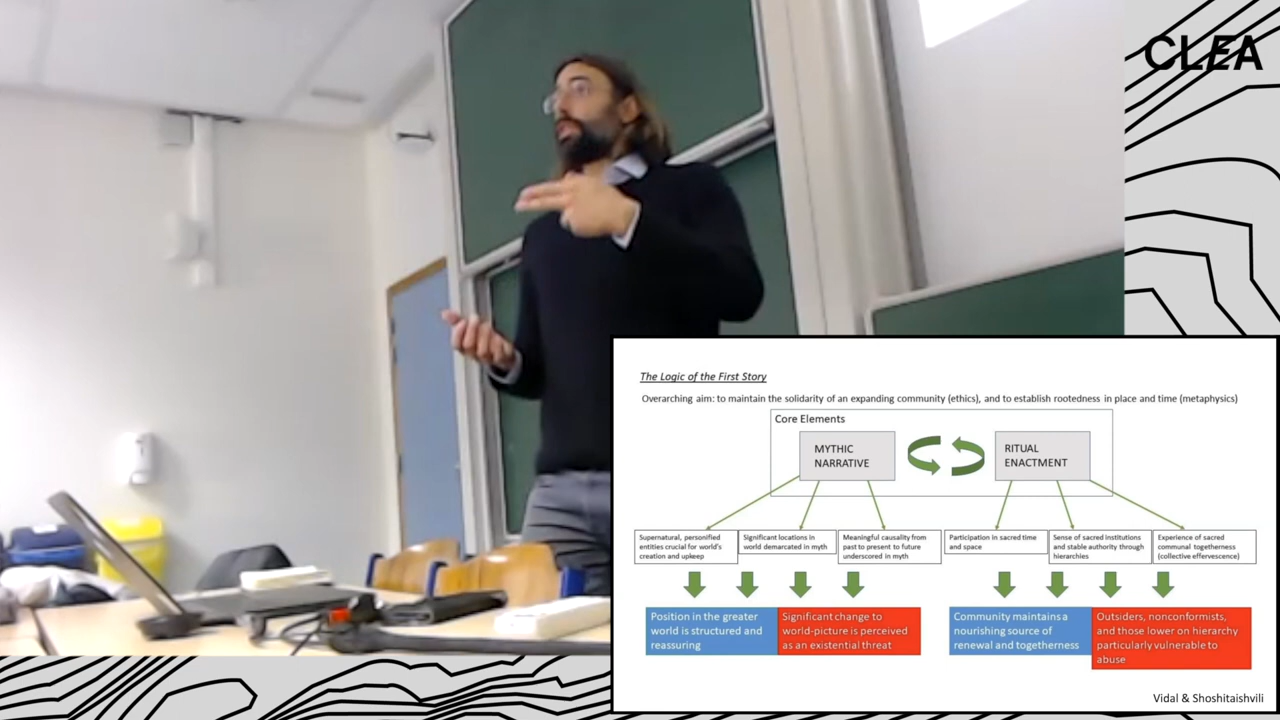 CLEA
The Logic of the First Story
Overarching aim: to maintain the solidarity of an expanding community (ethics), and to establish rootedness in place and time (metaphysics)
Core Elements
MYTHIC
NARRATIVE
RITUAL
ENACTMENT
Supernatural, personified
entities crucial for world's
creation and upkeep
Significant locations in
world demarcated in myth
Meaningful causality from
past to present to future
underscored in myth
Participation in sacred time
and space
Sense of sacred institutions
and stable authority through
hierarchies
Experience of sacred
communal togetherness
(collective effervescence)
Position in the greater
world is structured and
reassuring
Significant change to
world-picture is perceived
as an existential threat
Community maintains a
nourishing source of
renewal and togetherness
Outsiders, nonconformists,
and those lower on hierarchy
particularly vulnerable to
abuse
Vidal & Shoshitaishvili